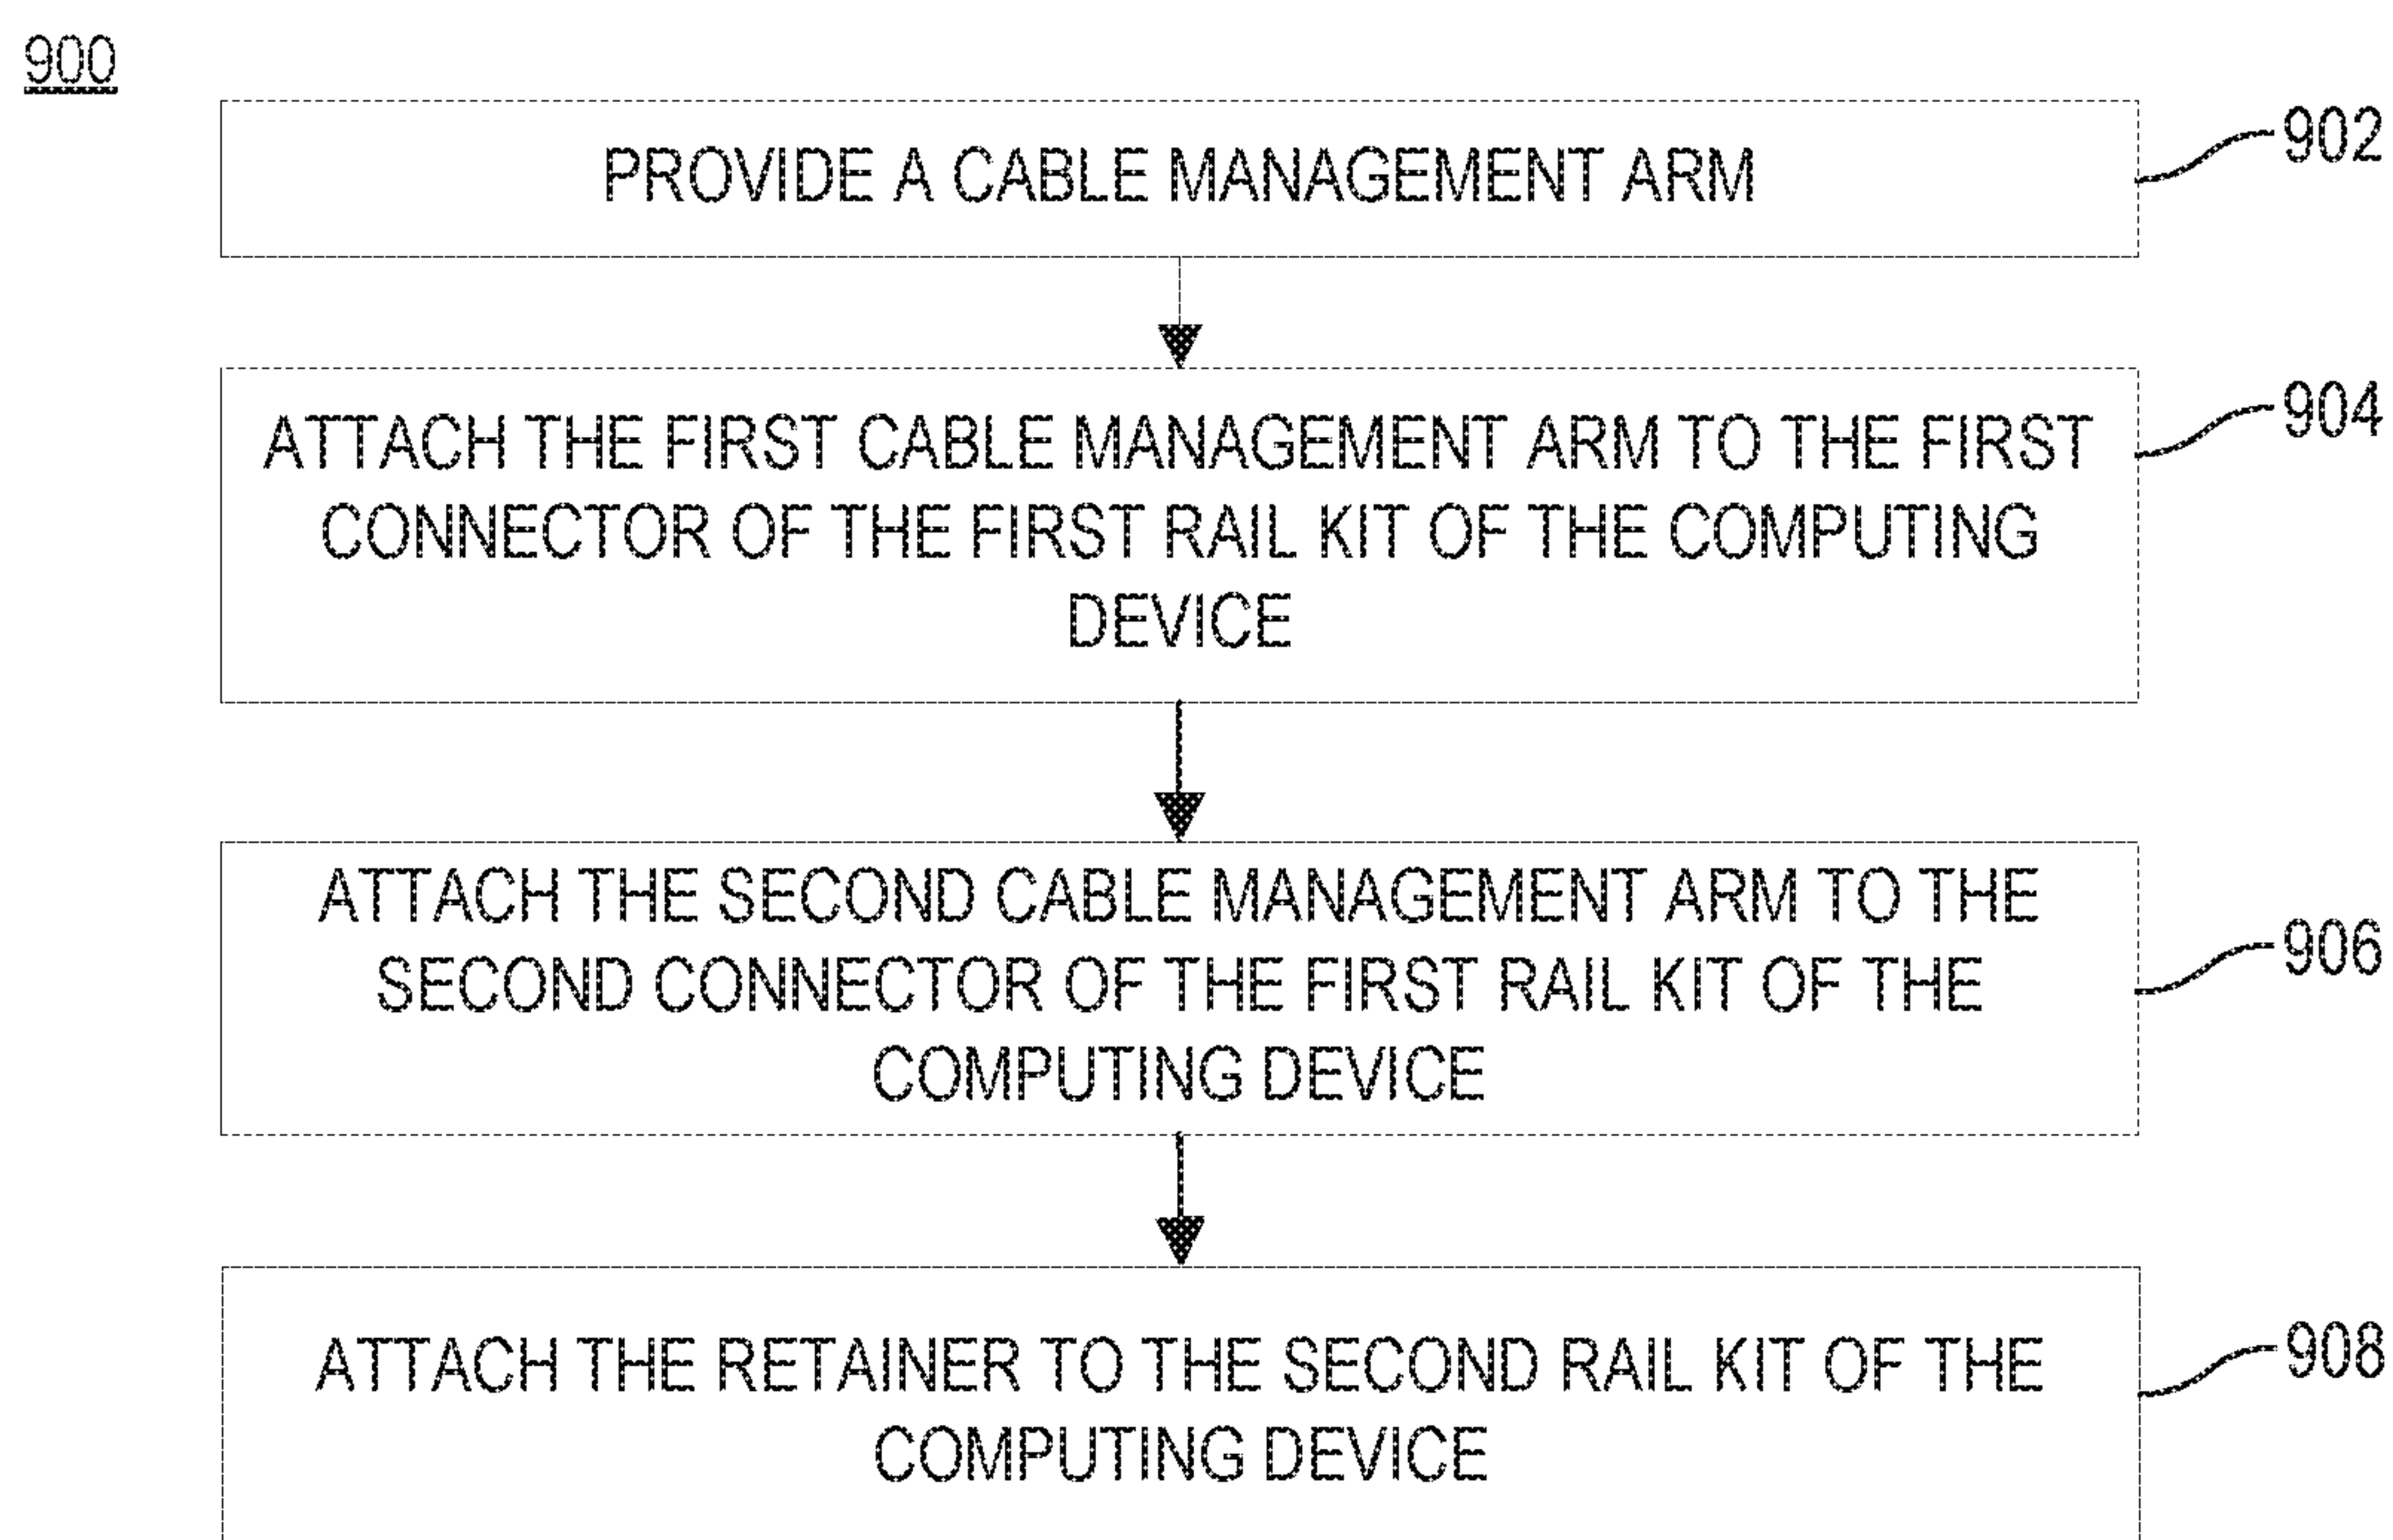 900
PROVIDE A CABLE MANAGEMENT ARM
902
ATTACH THE FIRST CABLE MANAGEMENT ARM TO THE FIRST
CONNECTOR OF THE FIRST RAIL KIT OF THE COMPUTING
DEVICE
904
ATTACH THE SECOND CABLE MANAGEMENT ARM TO THE
SECOND CONNECTOR OF THE FIRST RAIL KIT OF THE
COMPUTING DEVICE
906
ATTACH THE RETAINER TO THE SECOND RAIL KIT OF THE
COMPUTING DEVICE
908